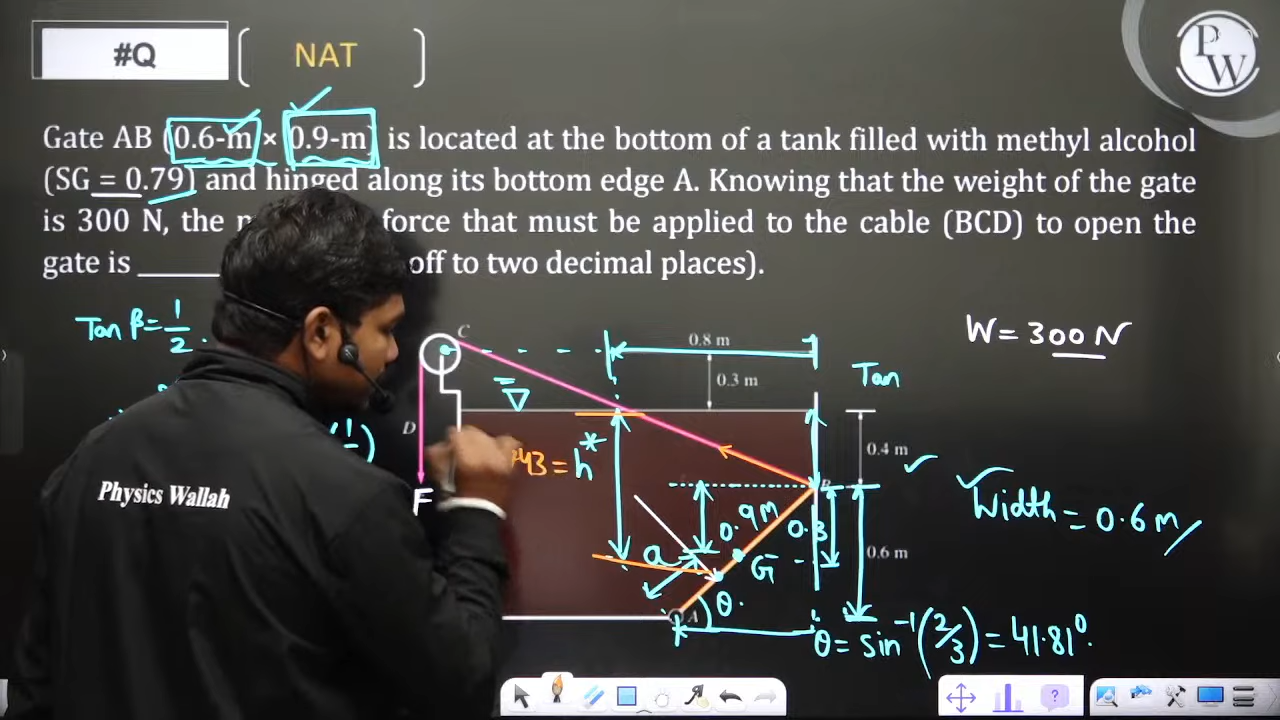 #Q
NAT
PW
Gate AB (0.6-m × 0.9-m) is located at the bottom of a tank filled with methyl alcohol
(SG = 0.79) and hinged along its bottom edge A. Knowing that the weight of the gate
is 300 N, the force that must be applied to the cable (BCD) to open the
gate is ________ off to two decimal places).
Tan β = 1/2
W = 300 N
C
0.8 m
0.3 m
Tan
D
43 = h*
B
0.4 m
Width = 0.6 m
F
0.9 m
0.3
0.6 m
a
G
θ
A
θ = sin⁻¹(2/3) = 41.81°
Physics Wallah